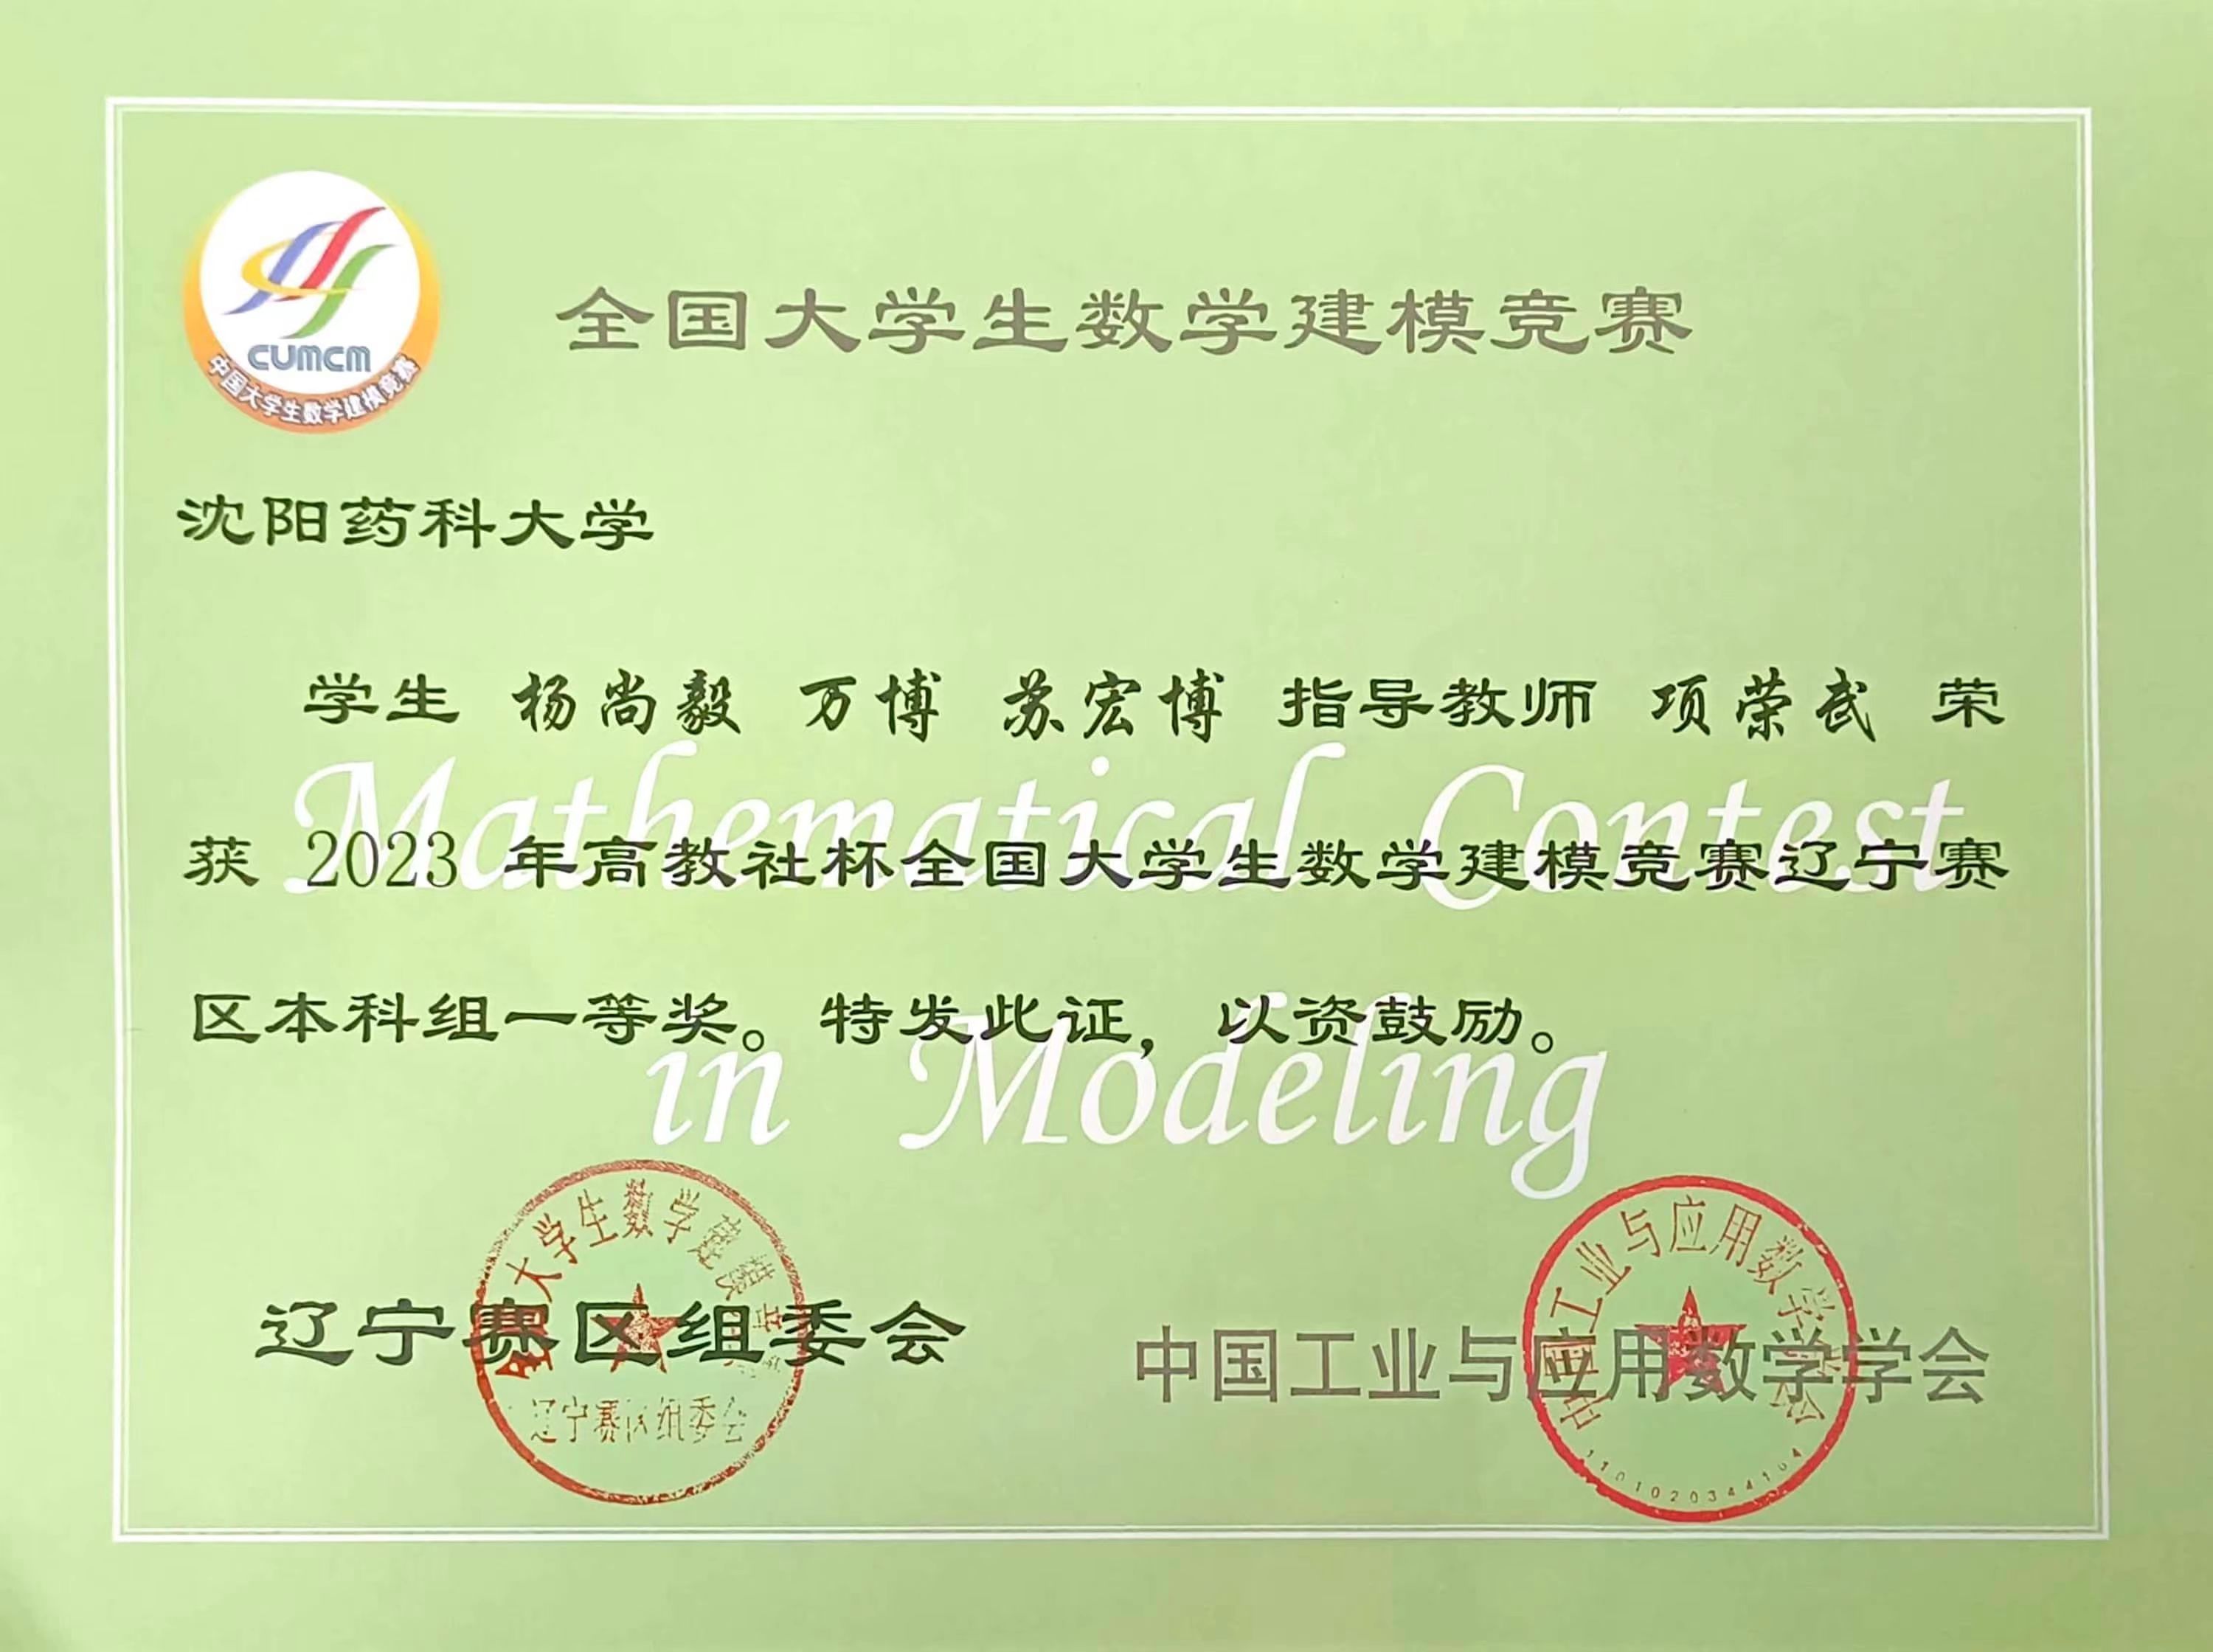 CUMCM
中国大学生数学建模竞赛
全国大学生数学建模竞赛
沈阳药科大学
学生 杨尚毅 万博 苏宏博 指导教师 项荣武 荣
Mathematical Contest
获 2023 年高教社杯全国大学生数学建模竞赛辽宁赛
区本科组一等奖。特发此证，以资鼓励。
in Modeling
大学生数学建模
辽宁赛区组委会
辽宁赛区组委会
中国工业与应用数学学会
中国工业与应用数学学会